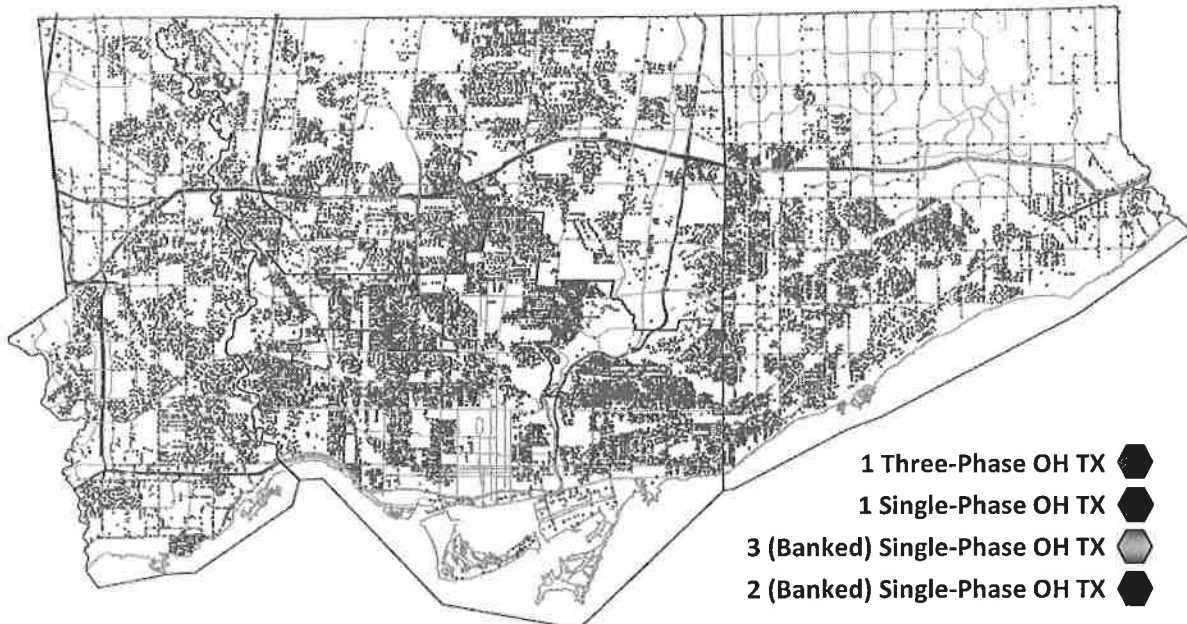 1 Three-Phase OH TX
1 Single-Phase OH TX
3 (Banked) Single-Phase OH TX
2 (Banked) Single-Phase OH TX